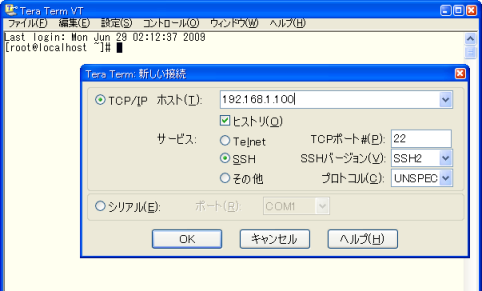 Tera Term VT
ファイル(F) 編集(E) 設定(S) コントロール(O) ウィンドウ(W) ヘルプ(H)
Last login: Mon Jun 29 02:12:37 2009
[root@localhost ~]#
Tera Term: 新しい接続
TCP/IP ホスト(T): 192.168.1.100
ヒストリ(O)
サービス: Telnet TCPポート#(P): 22
SSH SSHバージョン(V): SSH2
その他 プロトコル(C): UNSPEC
シリアル(E): ポート(R): COM1
OK キャンセル ヘルプ(H)